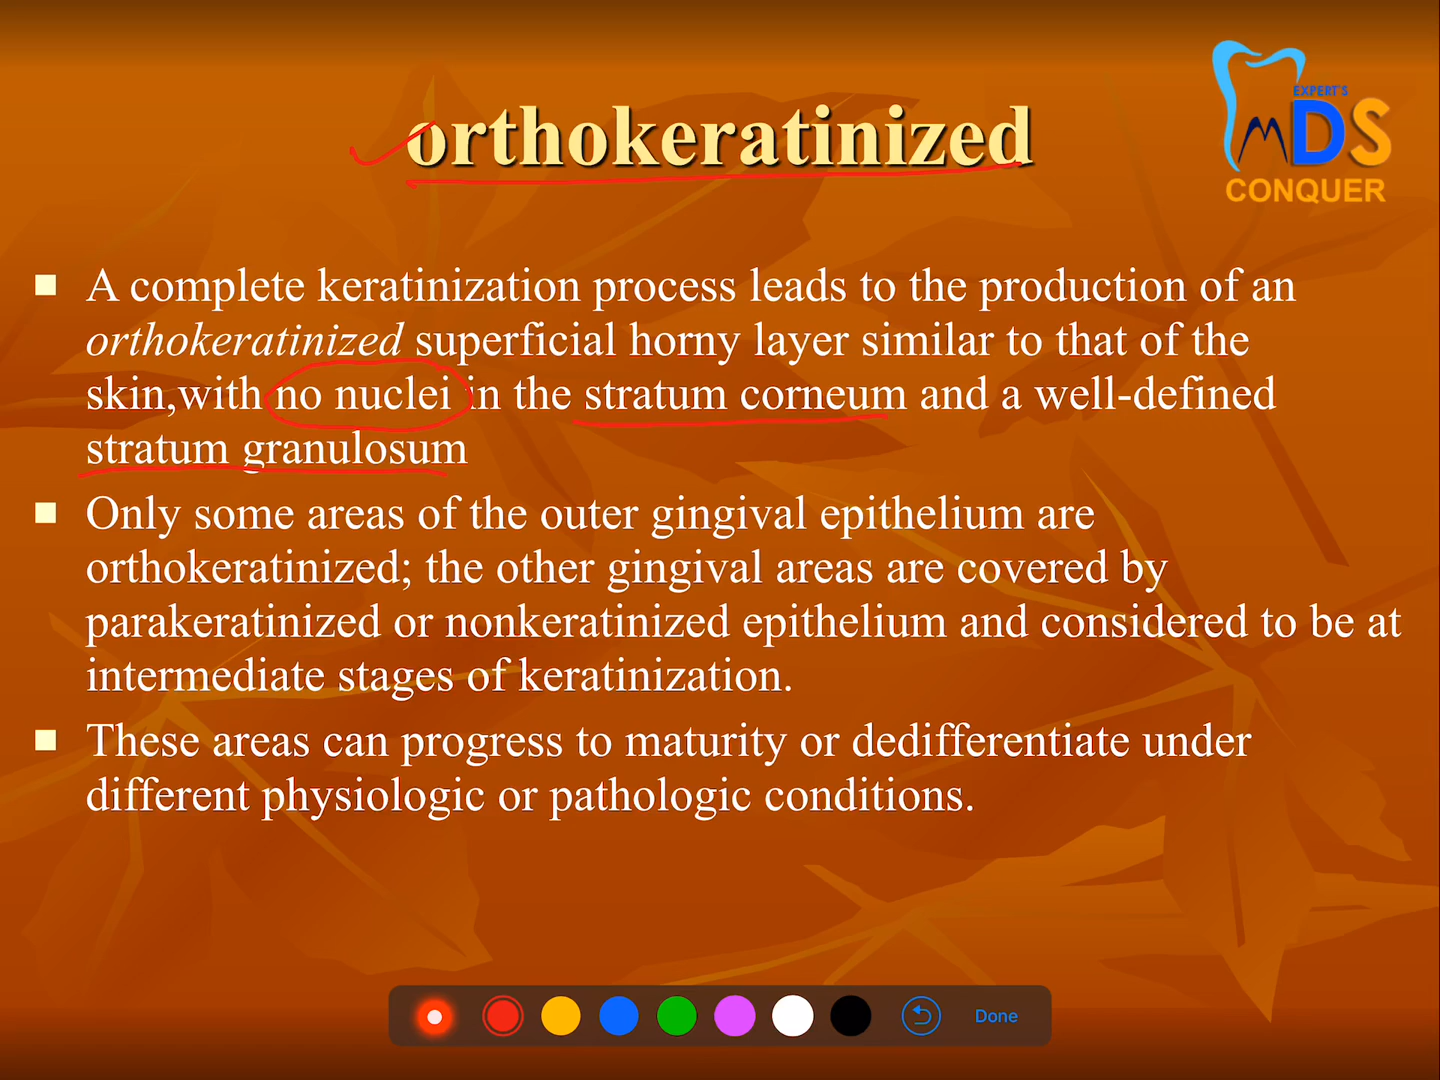 orthokeratinized
EXPERT'S
MDS
CONQUER
A complete keratinization process leads to the production of an
orthokeratinized superficial horny layer similar to that of the
skin,with no nuclei in the stratum corneum and a well-defined
stratum granulosum
Only some areas of the outer gingival epithelium are
orthokeratinized; the other gingival areas are covered by
parakeratinized or nonkeratinized epithelium and considered to be at
intermediate stages of keratinization.
These areas can progress to maturity or dedifferentiate under
different physiologic or pathologic conditions.
Done